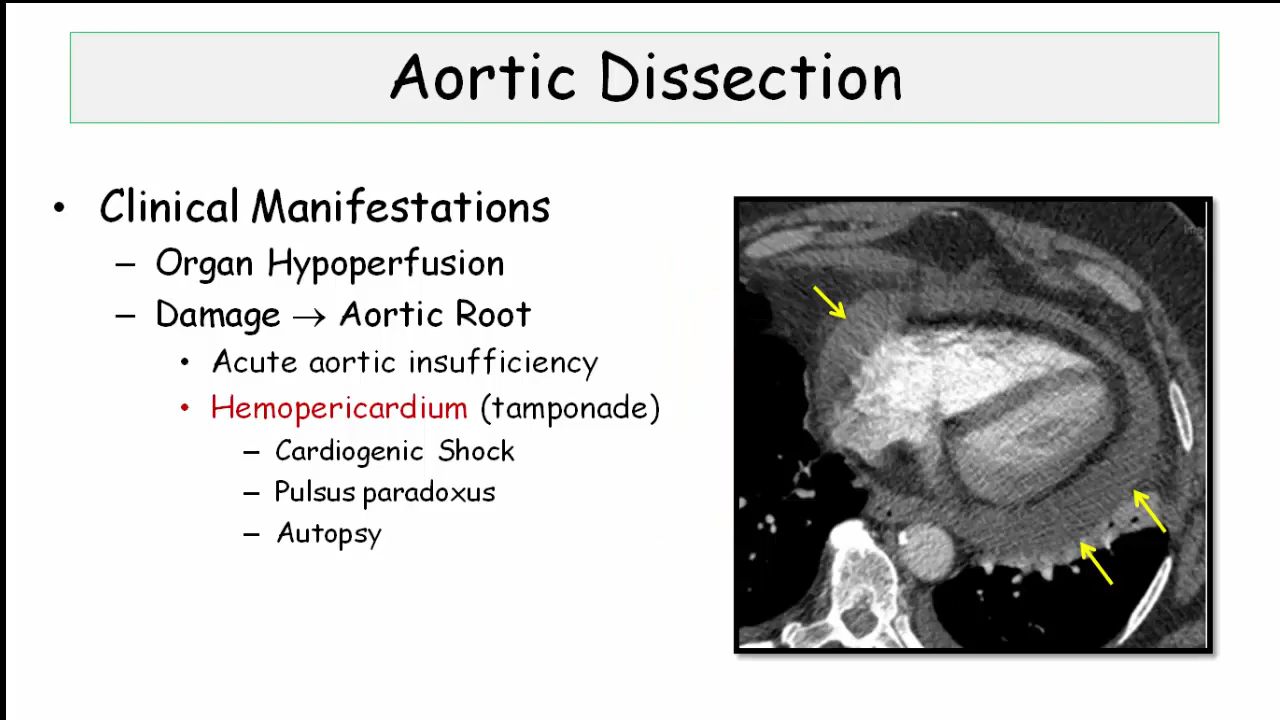 Aortic Dissection
• Clinical Manifestations
– Organ Hypoperfusion
– Damage → Aortic Root
• Acute aortic insufficiency
• Hemopericardium (tamponade)
– Cardiogenic Shock
– Pulsus paradoxus
– Autopsy